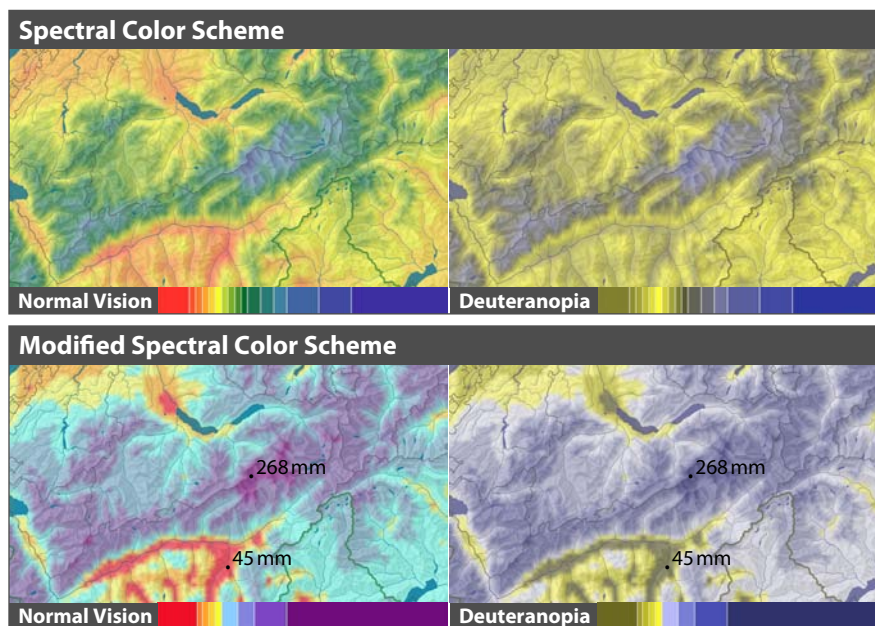 Spectral Color Scheme
Normal Vision
Deuteranopia
Modified Spectral Color Scheme
268 mm
45 mm
268 mm
45 mm
Normal Vision
Deuteranopia